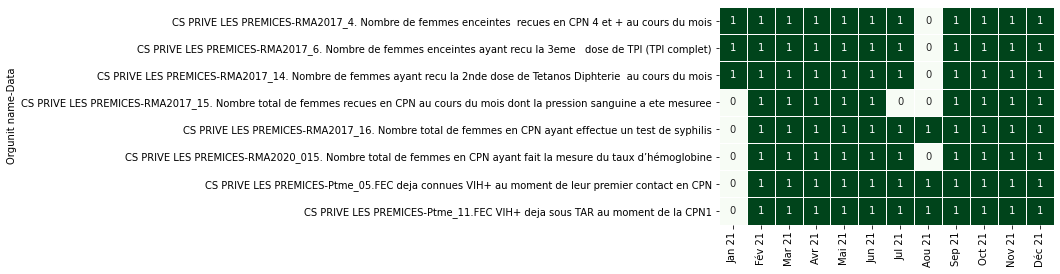 CS PRIVE LES PREMICES-RMA2017_4. Nombre de femmes enceintes  recues en CPN 4 et + au cours du mois 1 1 1 1 1 1 1 0 1 1 1 1
CS PRIVE LES PREMICES-RMA2017_6. Nombre de femmes enceintes ayant recu la 3eme   dose de TPI (TPI complet) 1 1 1 1 1 1 1 0 1 1 1 1
CS PRIVE LES PREMICES-RMA2017_14. Nombre de femmes ayant recu la 2nde dose de Tetanos Diphterie  au cours du mois 1 1 1 1 1 1 1 0 1 1 1 1
CS PRIVE LES PREMICES-RMA2017_15. Nombre total de femmes recues en CPN au cours du mois dont la pression sanguine a ete mesuree 0 1 1 1 1 1 0 0 1 1 1 1
CS PRIVE LES PREMICES-RMA2017_16. Nombre total de femmes en CPN ayant effectue un test de syphilis 0 1 1 1 1 1 1 1 1 1 1 1
CS PRIVE LES PREMICES-RMA2020_015. Nombre total de femmes en CPN ayant fait la mesure du taux d’hémoglobine 0 1 1 1 1 1 1 0 1 1 1 1
CS PRIVE LES PREMICES-Ptme_05.FEC deja connues VIH+ au moment de leur premier contact en CPN 0 1 1 1 1 1 1 1 1 1 1 1
CS PRIVE LES PREMICES-Ptme_11.FEC VIH+ deja sous TAR au moment de la CPN1 0 1 1 1 1 1 1 1 1 1 1 1
Orgunit name-Data
Jan 21 Fév 21 Mar 21 Avr 21 Mai 21 Jun 21 Jul 21 Aou 21 Sep 21 Oct 21 Nov 21 Déc 21